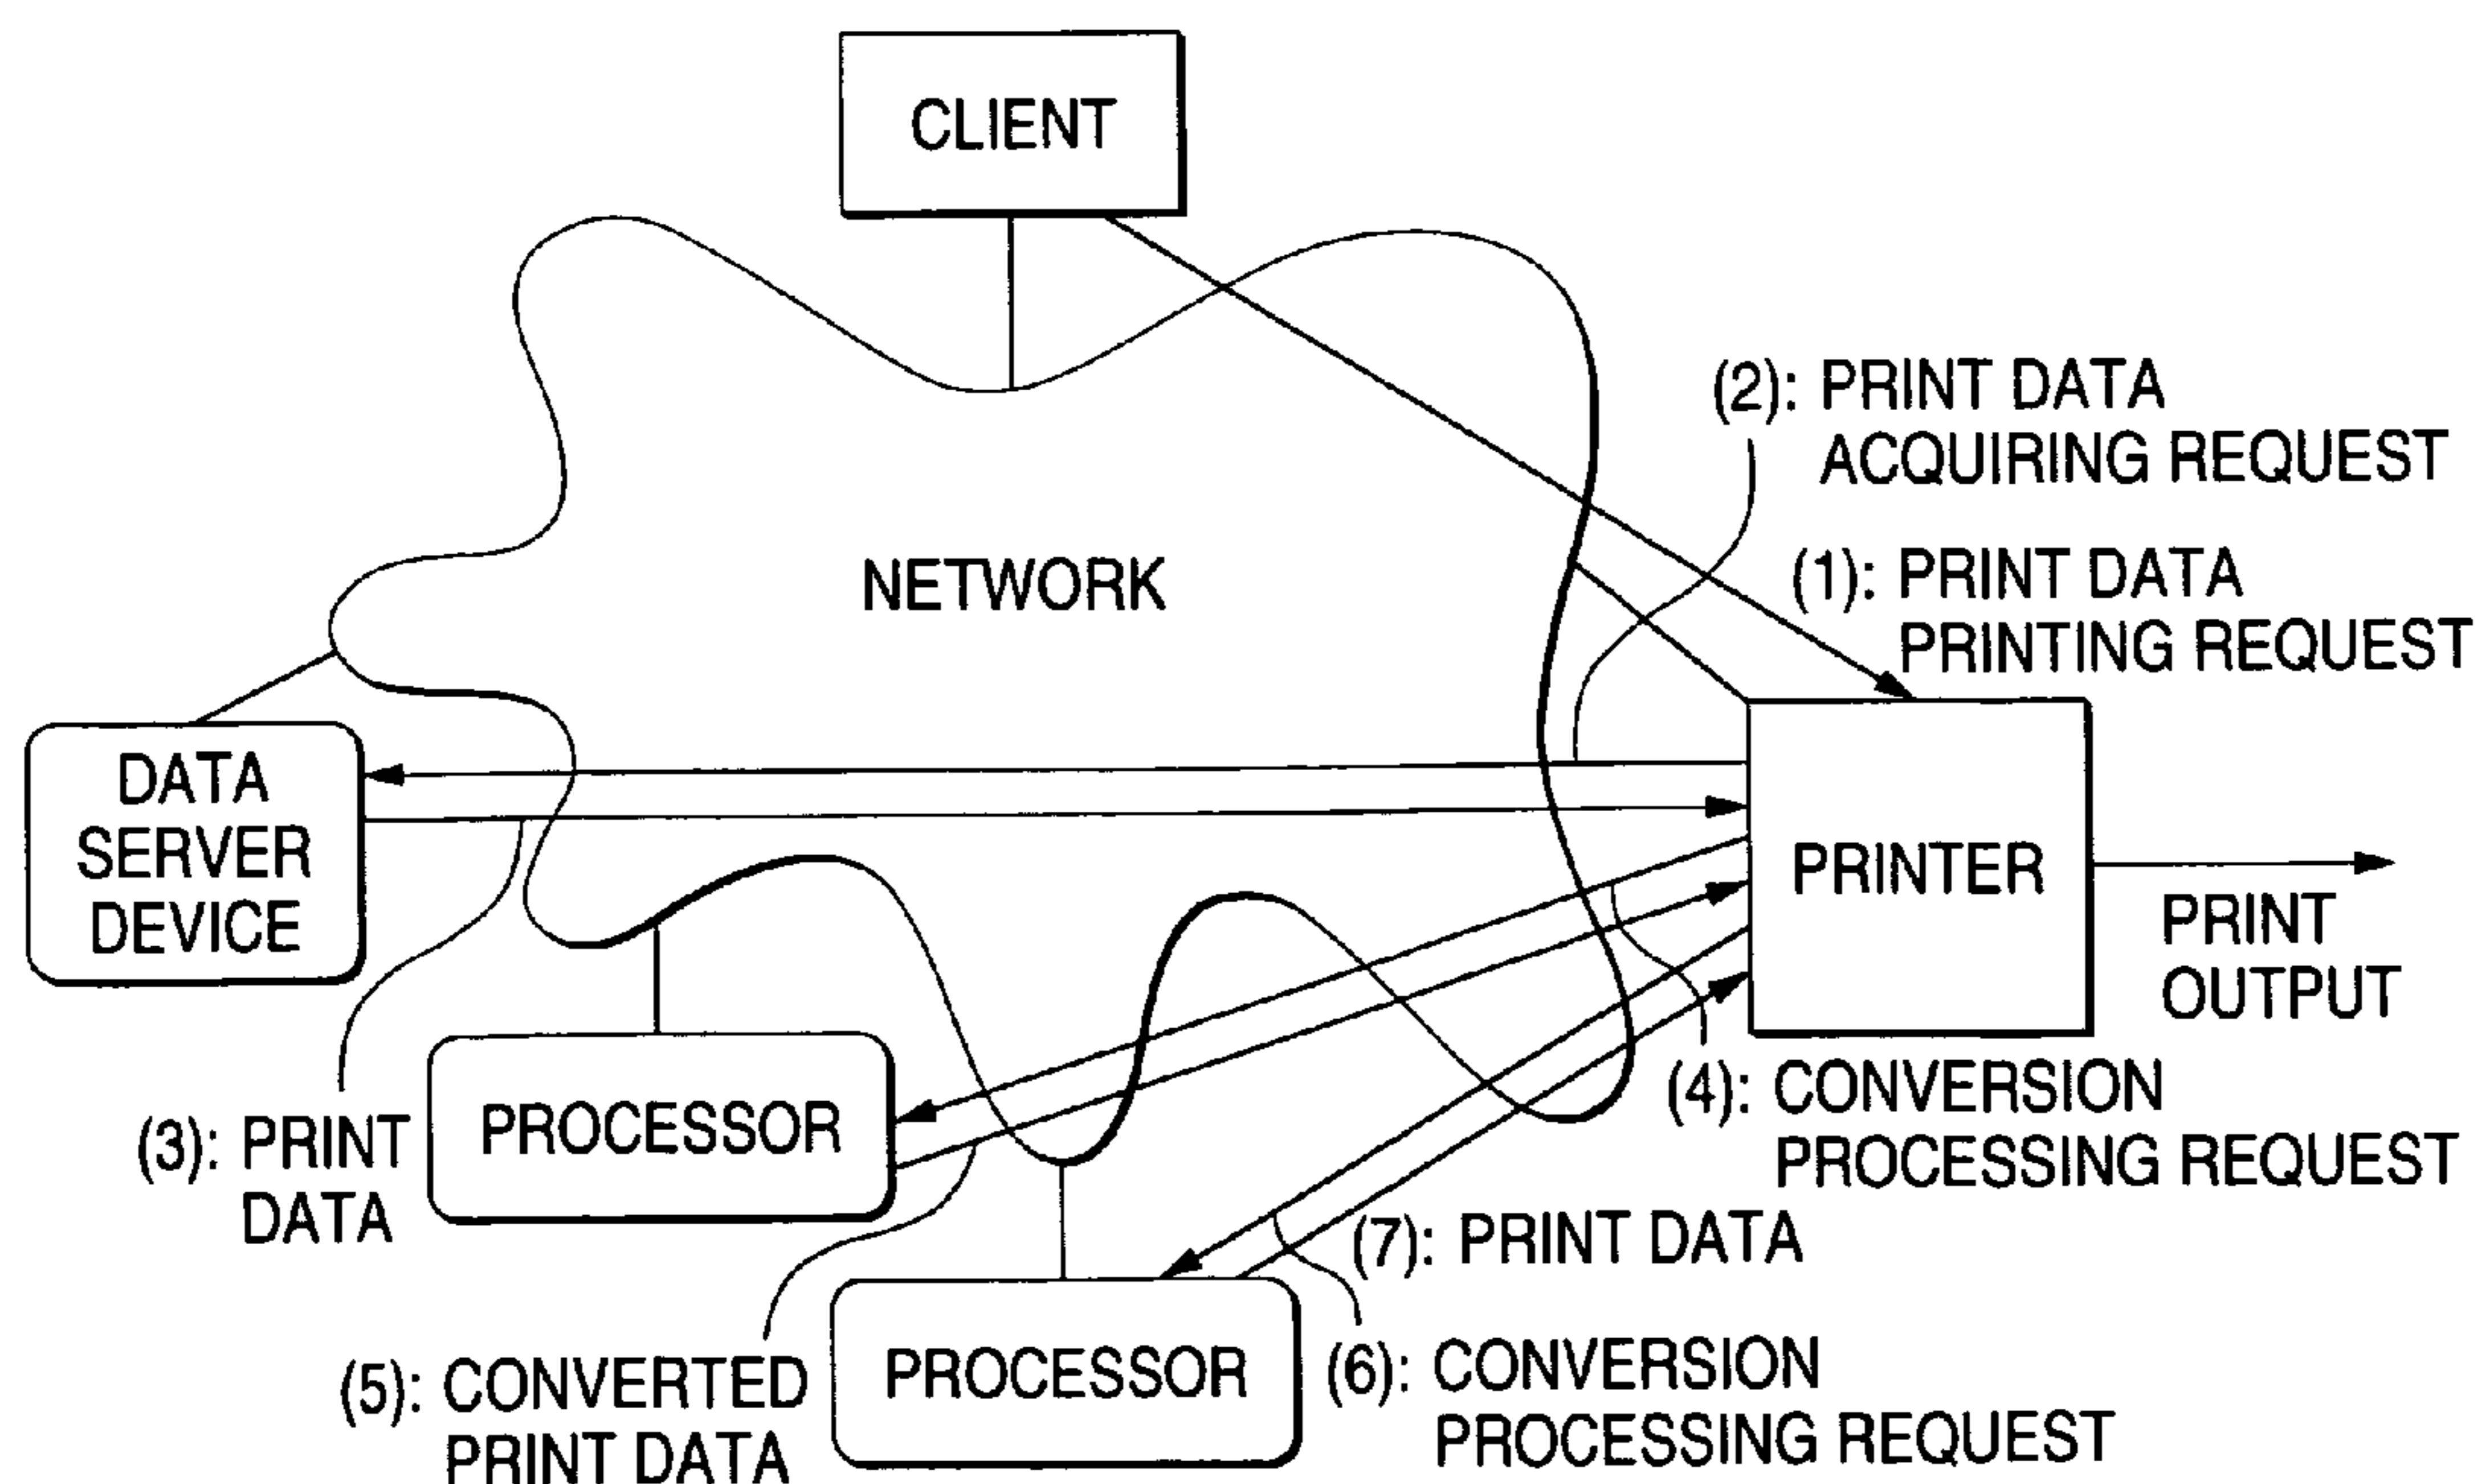 CLIENT
(2): PRINT DATA
ACQUIRING REQUEST
NETWORK
(1): PRINT DATA
PRINTING REQUEST
DATA
SERVER
DEVICE
PRINTER
PRINT
OUTPUT
(3): PRINT
DATA
PROCESSOR
(4): CONVERSION
PROCESSING REQUEST
(7): PRINT DATA
(5): CONVERTED
PRINT DATA
PROCESSOR
(6): CONVERSION
PROCESSING REQUEST